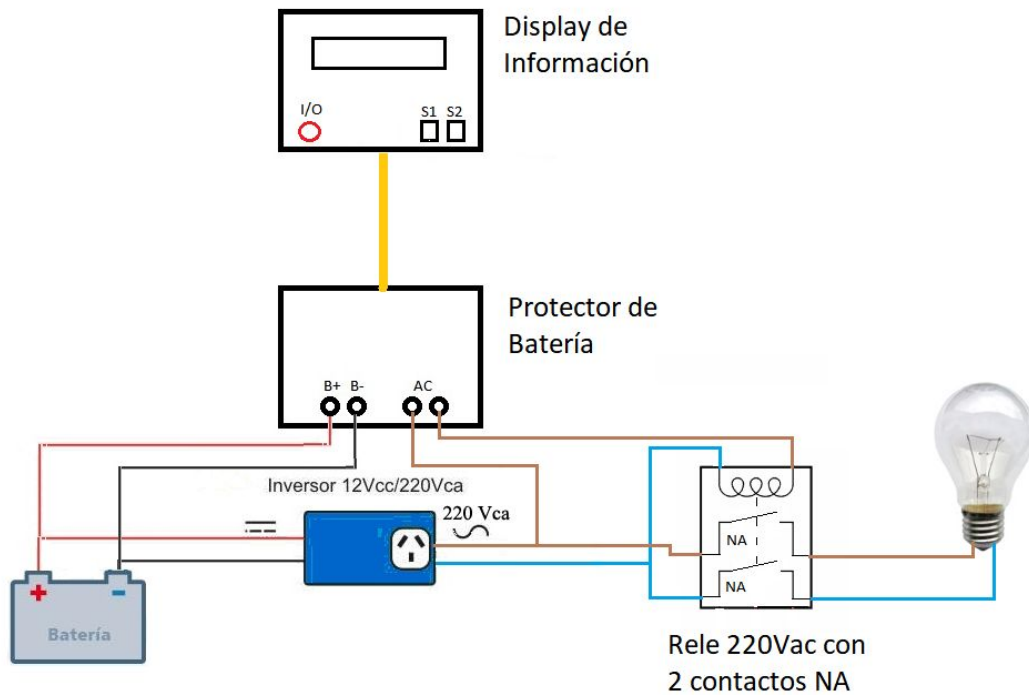 Display de
Información
I/O
S1 S2
Protector de
Batería
B+ B- AC
Inversor 12Vcc/220Vca
220 Vca
NA
NA
+ -
Batería
Rele 220Vac con
2 contactos NA